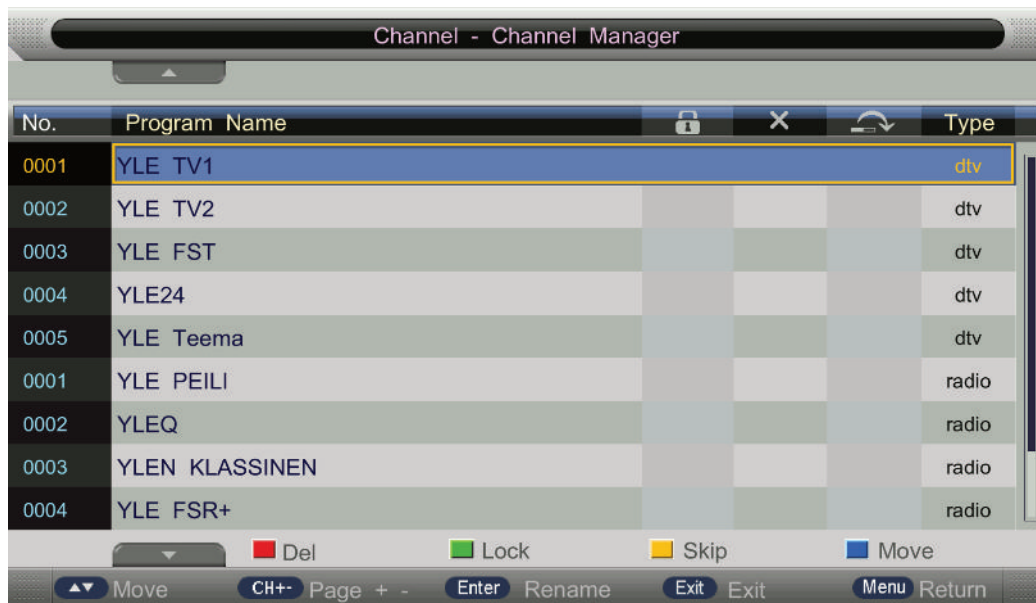 Channel - Channel Manager
No. Program Name Type
0001 YLE TV1 dtv
0002 YLE TV2 dtv
0003 YLE FST dtv
0004 YLE24 dtv
0005 YLE Teema dtv
0001 YLE PEILI radio
0002 YLEQ radio
0003 YLEN KLASSINEN radio
0004 YLE FSR+ radio
Del Lock Skip Move
▲▼ Move CH+- Page + - Enter Rename Exit Exit Menu Return